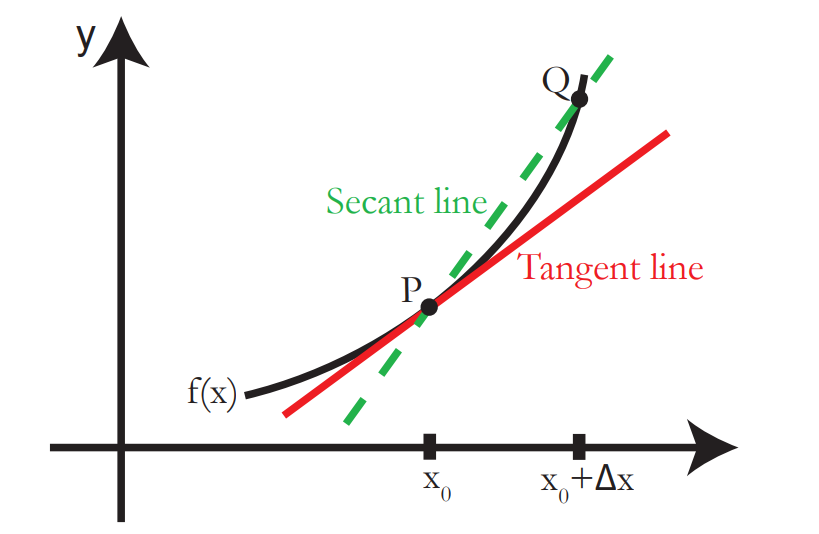 y
Q
Secant line
Tangent line
P
f(x)
x₀
x₀+Δx